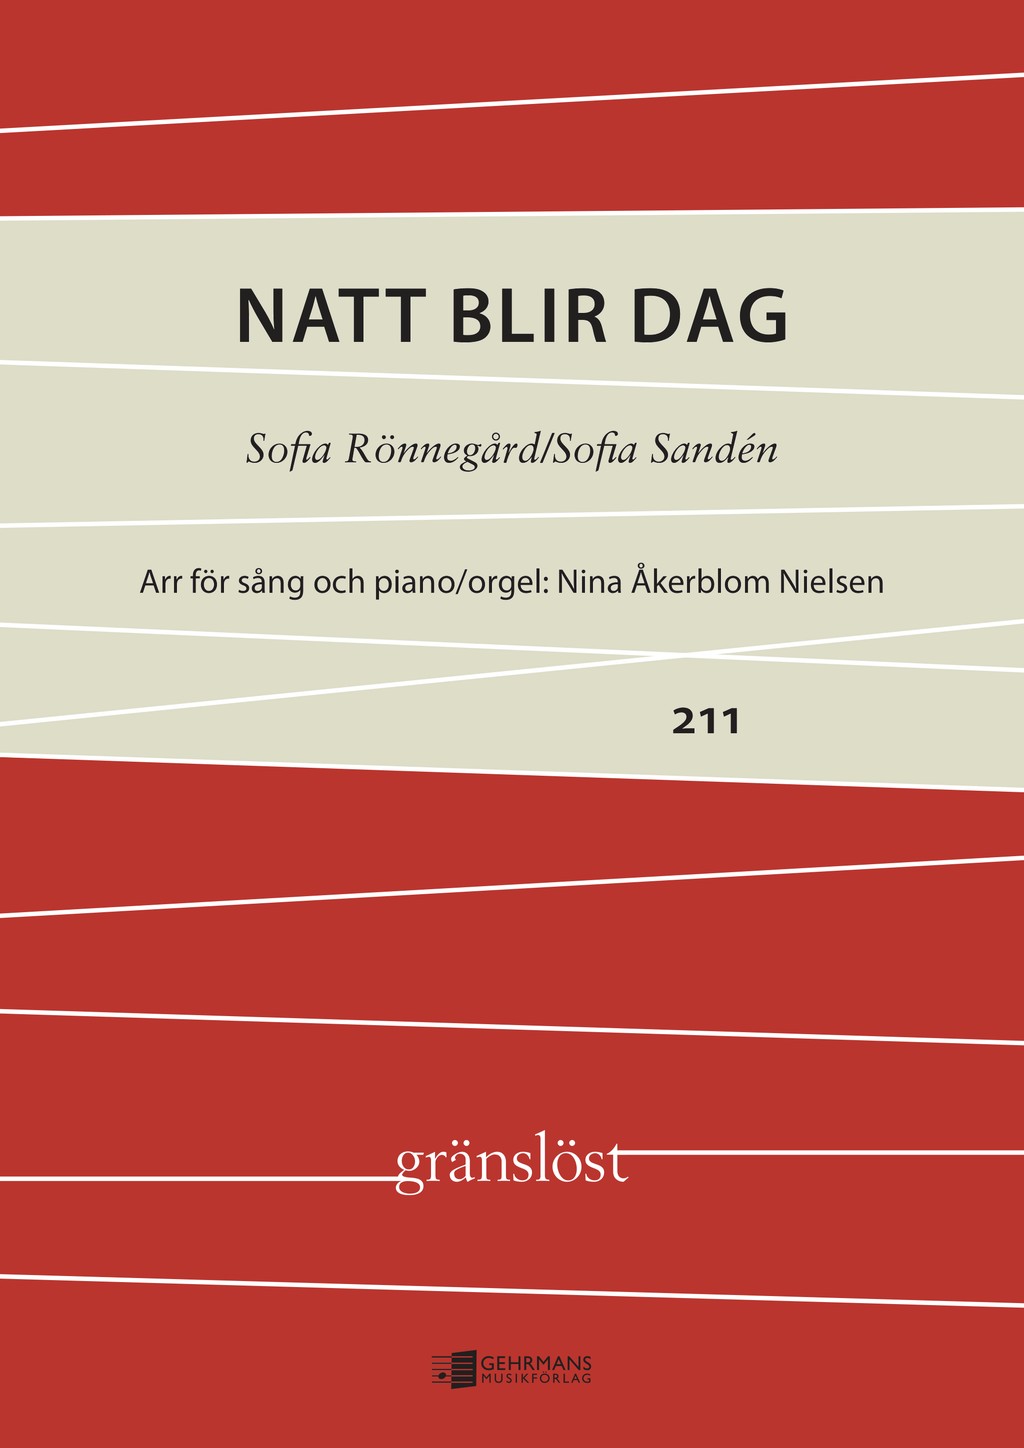 NATT BLIR DAG
Sofia Rönnegård/Sofia Sandén
Arr för sång och piano/orgel: Nina Åkerblom Nielsen
211
gränslöst
GEHRMANS
MUSIKFÖRLAG